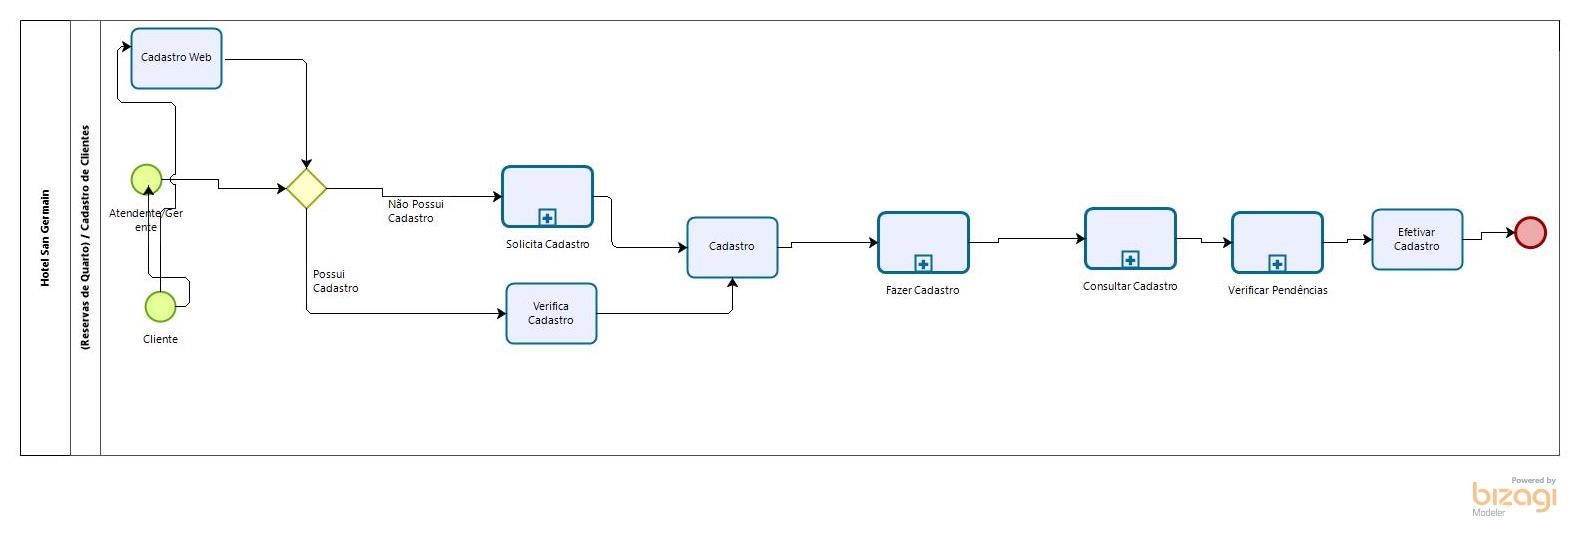 Hotel San Germain
(Reservas de Quarto) / Cadastro de Clientes
Cadastro Web
Atendente/Ger
ente
Cliente
Não Possui
Cadastro
Possui
Cadastro
Solicita Cadastro
Verifica
Cadastro
Cadastro
Fazer Cadastro
Consultar Cadastro
Verificar Pendências
Efetivar
Cadastro
Powered by
bizagi
Modeler